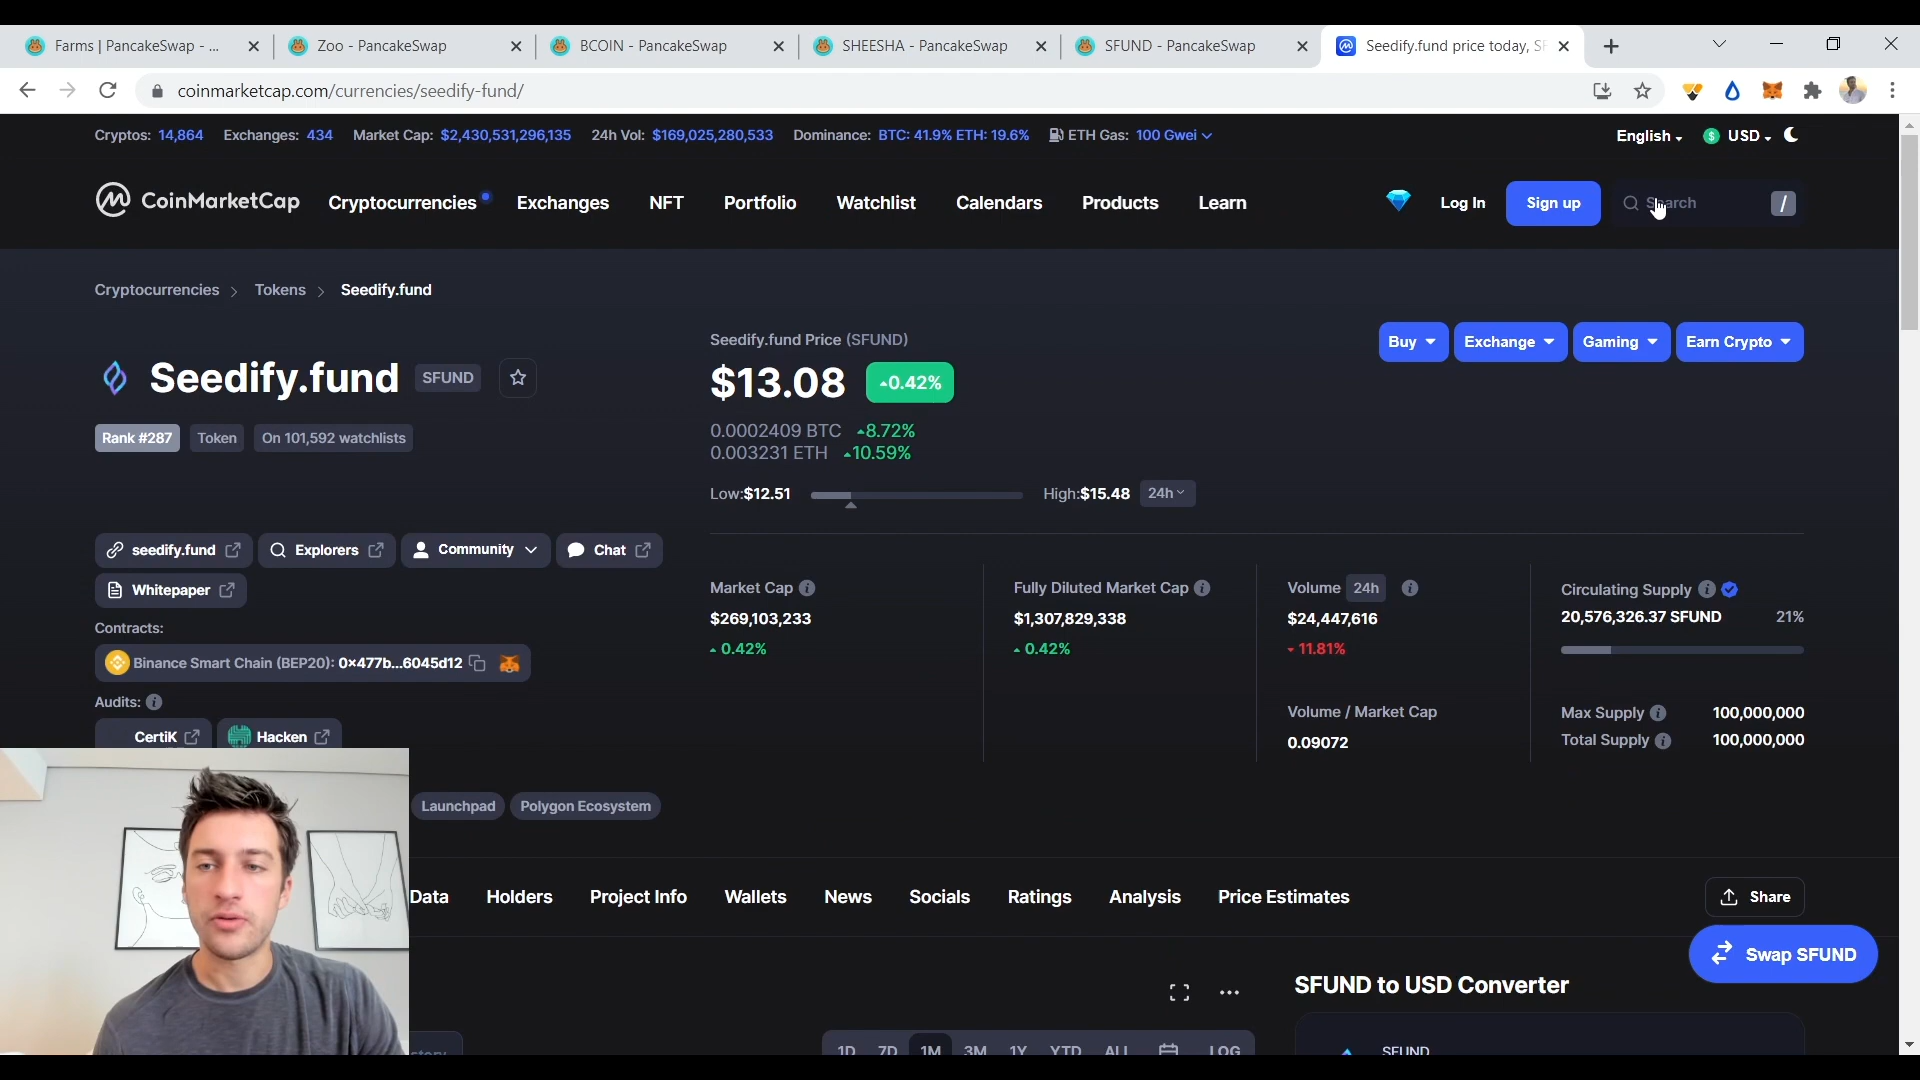 Farms | PancakeSwap - ...
Zoo - PancakeSwap
BCOIN - PancakeSwap
SHEESHA - PancakeSwap
SFUND - PancakeSwap
Seedify.fund price today, SF
coinmarketcap.com/currencies/seedify-fund/
Cryptos: 14,864 Exchanges: 434 Market Cap: $2,430,531,296,135 24h Vol: $169,025,280,533 Dominance: BTC: 41.9% ETH: 19.6% ETH Gas: 100 Gwei
English $ USD
CoinMarketCap Cryptocurrencies Exchanges NFT Portfolio Watchlist Calendars Products Learn Log In Sign up Search /
Cryptocurrencies > Tokens > Seedify.fund
Seedify.fund SFUND
Rank #287 Token On 101,592 watchlists
seedify.fund Explorers Community Chat
Whitepaper
Contracts:
Binance Smart Chain (BEP20): 0x477b...6045d12
Audits:
CertiK Hacken
Launchpad Polygon Ecosystem
Seedify.fund Price (SFUND)
$13.08 0.42%
0.0002409 BTC 8.72%
0.003231 ETH 10.59%
Low:$12.51 High:$15.48 24h
Buy Exchange Gaming Earn Crypto
Market Cap
$269,103,233
0.42%
Fully Diluted Market Cap
$1,307,829,338
0.42%
Volume 24h
$24,447,616
11.81%
Volume / Market Cap
0.09072
Circulating Supply
20,576,326.37 SFUND 21%
Max Supply 100,000,000
Total Supply 100,000,000
Data Holders Project Info Wallets News Socials Ratings Analysis Price Estimates Share
Swap SFUND
SFUND to USD Converter
1D 7D 1M 3M 1Y YTD ALL LOG
SFUND